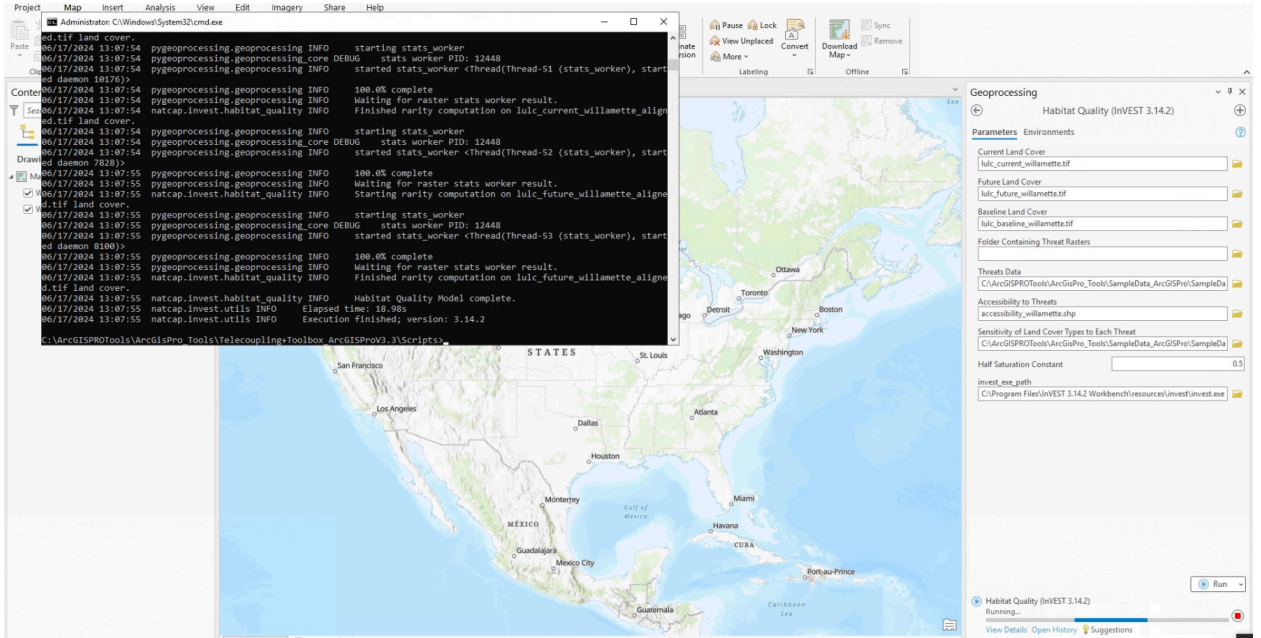 Project Map Insert Analysis View Edit Imagery Share Help
Administrator: C:\Windows\System32\cmd.exe
ed.tif land cover.
06/17/2024 13:07:54 pygeoprocessing.geoprocessing INFO starting stats_worker
06/17/2024 13:07:54 pygeoprocessing.geoprocessing_core DEBUG stats worker PID: 12448
06/17/2024 13:07:54 pygeoprocessing.geoprocessing INFO started stats_worker <Thread(Thread-51 (stats_worker), start
ed daemon 10176)>
06/17/2024 13:07:54 pygeoprocessing.geoprocessing INFO 100.0% complete
06/17/2024 13:07:54 pygeoprocessing.geoprocessing INFO Waiting for raster stats worker result.
06/17/2024 13:07:54 natcap.invest.habitat_quality INFO Finished rarity computation on lulc_current_willamette_align
ed.tif land cover.
06/17/2024 13:07:54 pygeoprocessing.geoprocessing INFO starting stats_worker
06/17/2024 13:07:54 pygeoprocessing.geoprocessing_core DEBUG stats worker PID: 12448
06/17/2024 13:07:54 pygeoprocessing.geoprocessing INFO started stats_worker <Thread(Thread-52 (stats_worker), start
ed daemon 7828)>
06/17/2024 13:07:55 pygeoprocessing.geoprocessing INFO 100.0% complete
06/17/2024 13:07:55 pygeoprocessing.geoprocessing INFO Waiting for raster stats worker result.
06/17/2024 13:07:55 natcap.invest.habitat_quality INFO Starting rarity computation on lulc_future_willamette_aligne
d.tif land cover.
06/17/2024 13:07:55 pygeoprocessing.geoprocessing INFO starting stats_worker
06/17/2024 13:07:55 pygeoprocessing.geoprocessing_core DEBUG stats worker PID: 12448
06/17/2024 13:07:55 pygeoprocessing.geoprocessing INFO started stats_worker <Thread(Thread-53 (stats_worker), start
ed daemon 8100)>
06/17/2024 13:07:55 pygeoprocessing.geoprocessing INFO 100.0% complete
06/17/2024 13:07:55 pygeoprocessing.geoprocessing INFO Waiting for raster stats worker result.
06/17/2024 13:07:55 natcap.invest.habitat_quality INFO Finished rarity computation on lulc_future_willamette_aligne
d.tif land cover.
06/17/2024 13:07:55 natcap.invest.habitat_quality INFO Habitat Quality Model complete.
06/17/2024 13:07:55 natcap.invest.utils INFO Elapsed time: 18.98s
06/17/2024 13:07:55 natcap.invest.utils INFO Execution finished; version: 3.14.2
C:\ArcGISPROTools\ArcGisPro_Tools\Telecoupling+Toolbox_ArcGISProV3.3\Scripts>_
Paste
Pause Lock
View Unplaced
More
Convert
Labeling
Download
Map
Sync
Remove
Offline
Sea
Ottawa
Toronto
Detroit
Boston
New York
STATES
St. Louis
Washington
San Francisco
Los Angeles
Atlanta
Dallas
Houston
Monterrey
Gulf of
Mexico
Miami
MÉXICO
Havana
CUBA
Guadalajara
Mexico City
Port-au-Prince
Caribbean
Sea
Guatemala
Geoprocessing
Habitat Quality (InVEST 3.14.2)
Parameters Environments
Current Land Cover
lulc_current_willamette.tif
Future Land Cover
lulc_future_willamette.tif
Baseline Land Cover
lulc_baseline_willamette.tif
Folder Containing Threat Rasters
Threats Data
C:\ArcGISPROTools\ArcGisPro_Tools\SampleData_ArcGISPro\SampleDa
Accessibility to Threats
accessibility_willamette.shp
Sensitivity of Land Cover Types to Each Threat
C:\ArcGISPROTools\ArcGisPro_Tools\SampleData_ArcGISPro\SampleDa
Half Saturation Constant 0.5
invest_exe_path
C:\Program Files\InVEST 3.14.2 Workbench\resources\invest\invest.exe
Run
Habitat Quality (InVEST 3.14.2)
Running...
View Details Open History Suggestions